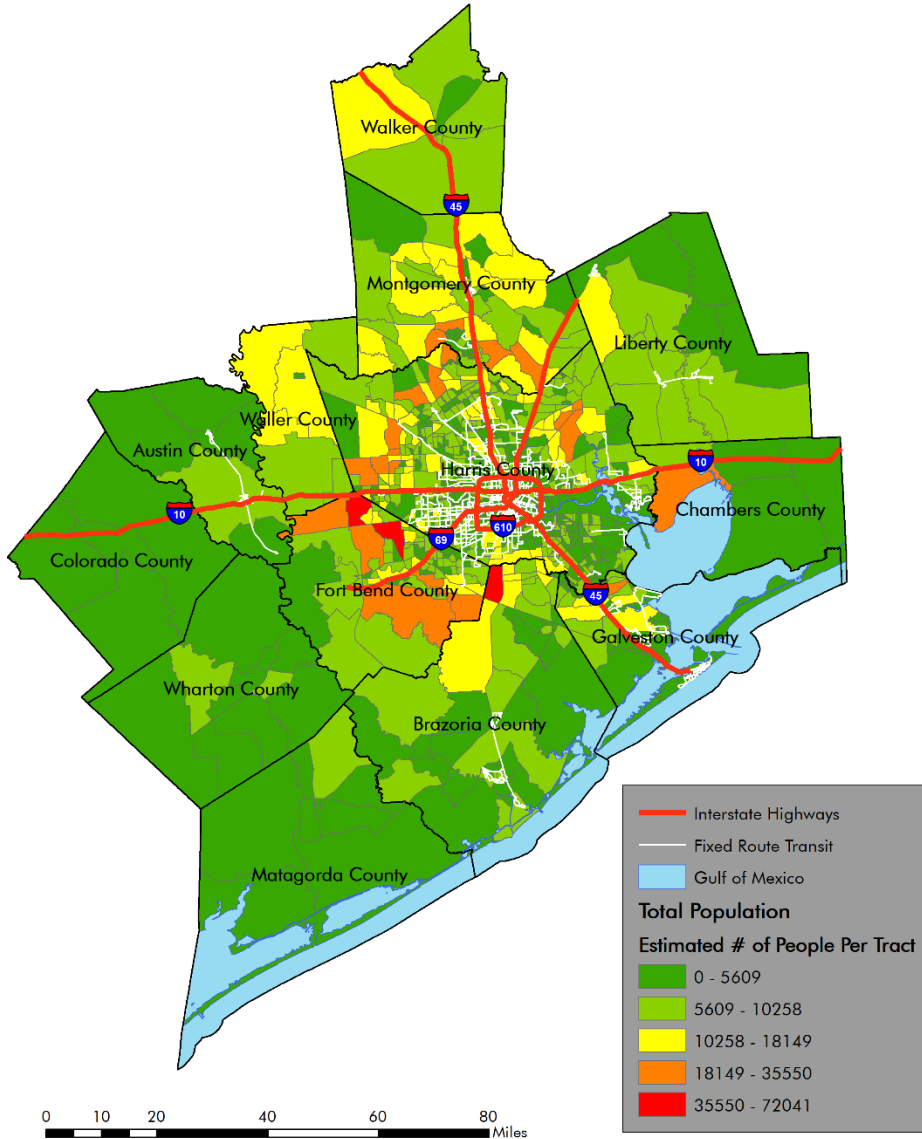 Walker County
45
Montgomery County
Liberty County
Waller County
Austin County
Harris County
10
Chambers County
10
Colorado County
69
610
Fort Bend County
45
Galveston County
Wharton County
Brazoria County
Matagorda County
Interstate Highways
Fixed Route Transit
Gulf of Mexico
Total Population
Estimated # of People Per Tract
0 - 5609
5609 - 10258
10258 - 18149
18149 - 35550
35550 - 72041
0 10 20 40 60 80
Miles